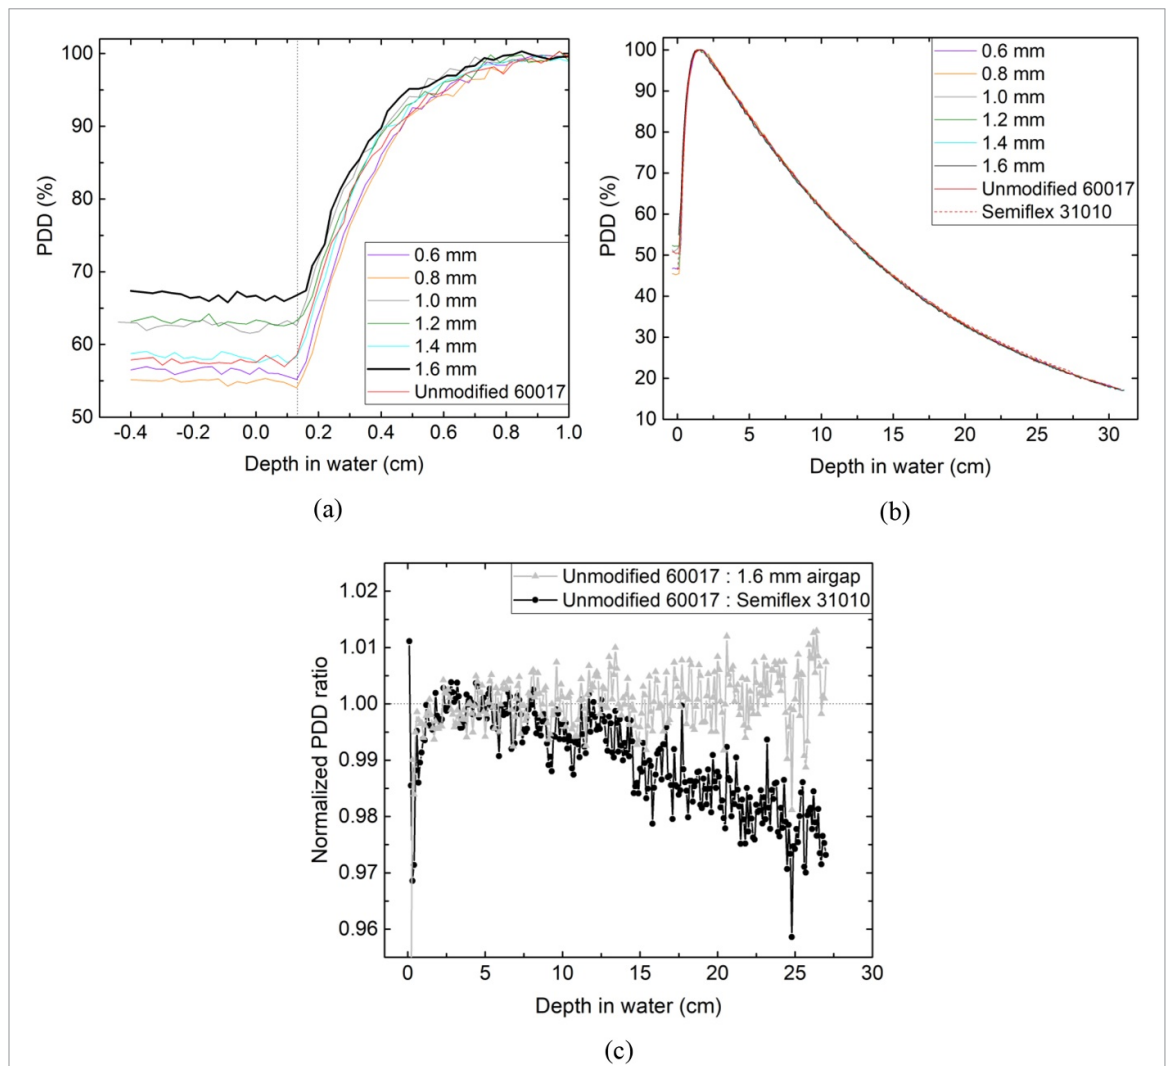 100
90
80
70
60
50
PDD (%)
0.6 mm
0.8 mm
1.0 mm
1.2 mm
1.4 mm
1.6 mm
Unmodified 60017
-0.4 -0.2 0.0 0.2 0.4 0.6 0.8 1.0
Depth in water (cm)
(a)
100
90
80
70
60
50
40
30
20
10
PDD (%)
0.6 mm
0.8 mm
1.0 mm
1.2 mm
1.4 mm
1.6 mm
Unmodified 60017
Semiflex 31010
0 2.5 5 7.5 10 15 20 25 30
Depth in water (cm)
(b)
1.02
1.01
1.00
0.99
0.98
0.97
0.96
Normalized PDD ratio
Unmodified 60017 : 1.6 mm airgap
Unmodified 60017 : Semiflex 31010
0 5 10 15 20 25 30
Depth in water (cm)
(c)